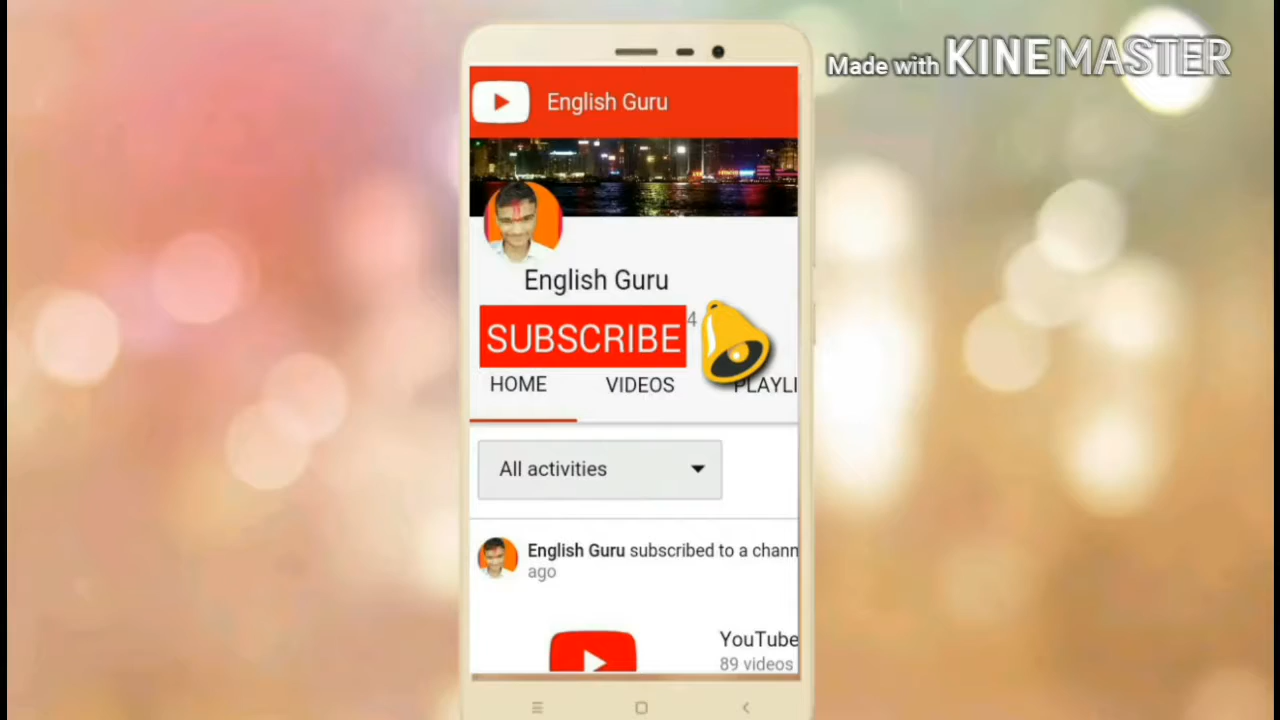 Made with KINEMASTER
English Guru
English Guru
SUBSCRIBE
4
HOME VIDEOS PLAYLI
All activities
English Guru subscribed to a chann
ago
YouTube
89 videos